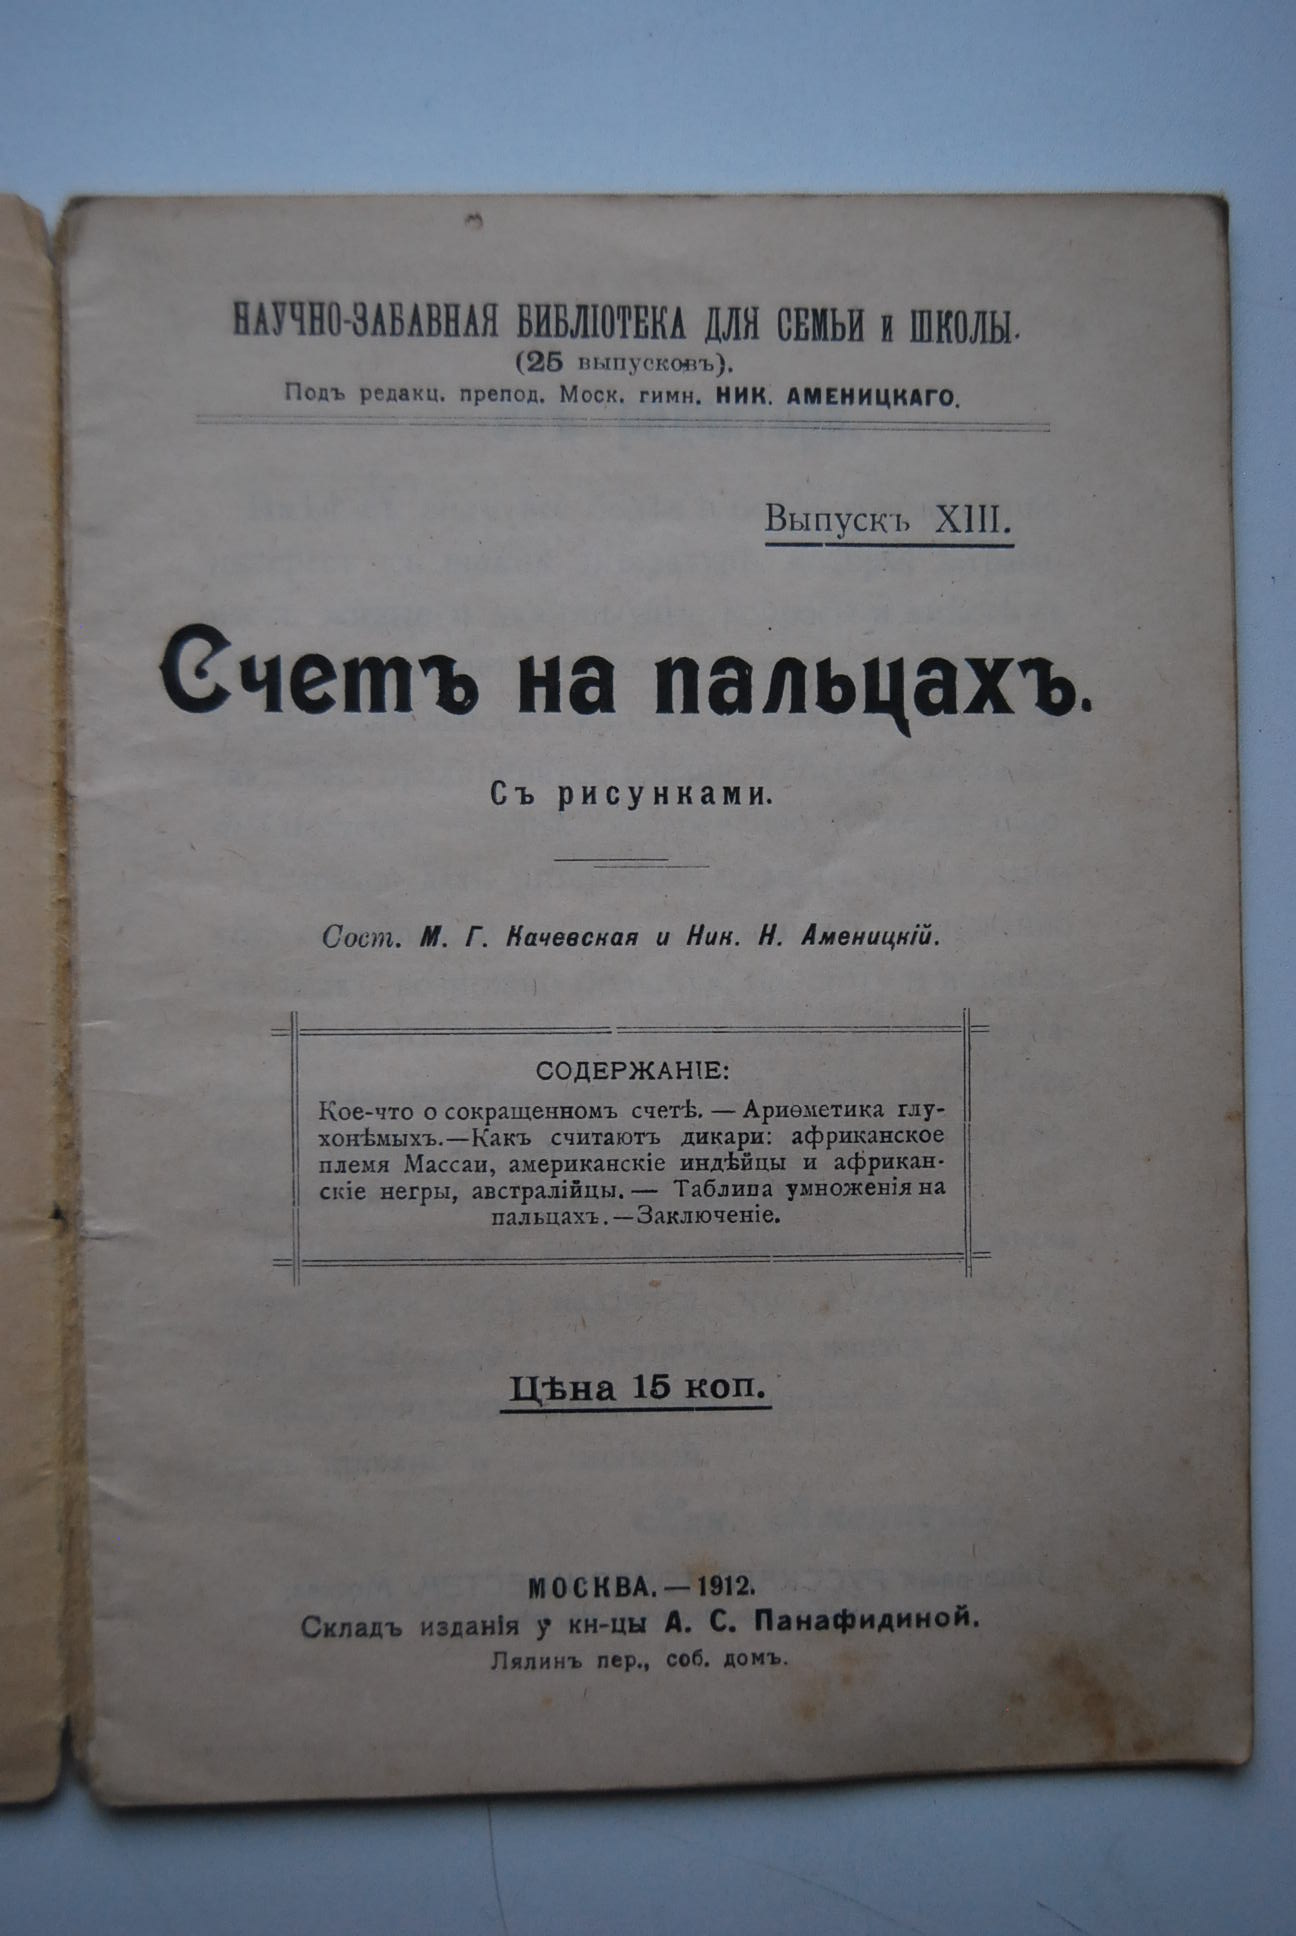 НАУЧНО-ЗАБАВНАЯ БИБЛІОТЕКА ДЛЯ СЕМЬИ и ШКОЛЫ.
(25 выпусковъ).
Подъ редакц. препод. Моск. гимн. НИК. АМЕНИЦКАГО.
Выпускъ XIII.
Счетъ на пальцахъ.
Съ рисунками.
Сост. М. Г. Качевская и Ник. Н. Аменицкій.
СОДЕРЖАНІЕ:
Кое-что о сокращенномъ счетѣ. — Ариѳметика глу-
хонѣмыхъ.—Какъ считаютъ дикари: африканское
племя Массаи, американскіе индѣйцы и африкан-
скіе негры, австралійцы. — Таблица умноженія на
пальцахъ.—Заключеніе.
Цѣна 15 коп.
МОСКВА.—1912.
Складъ изданія у кн-цы А. С. Панафидиной.
Лялинъ пер., соб. домъ.